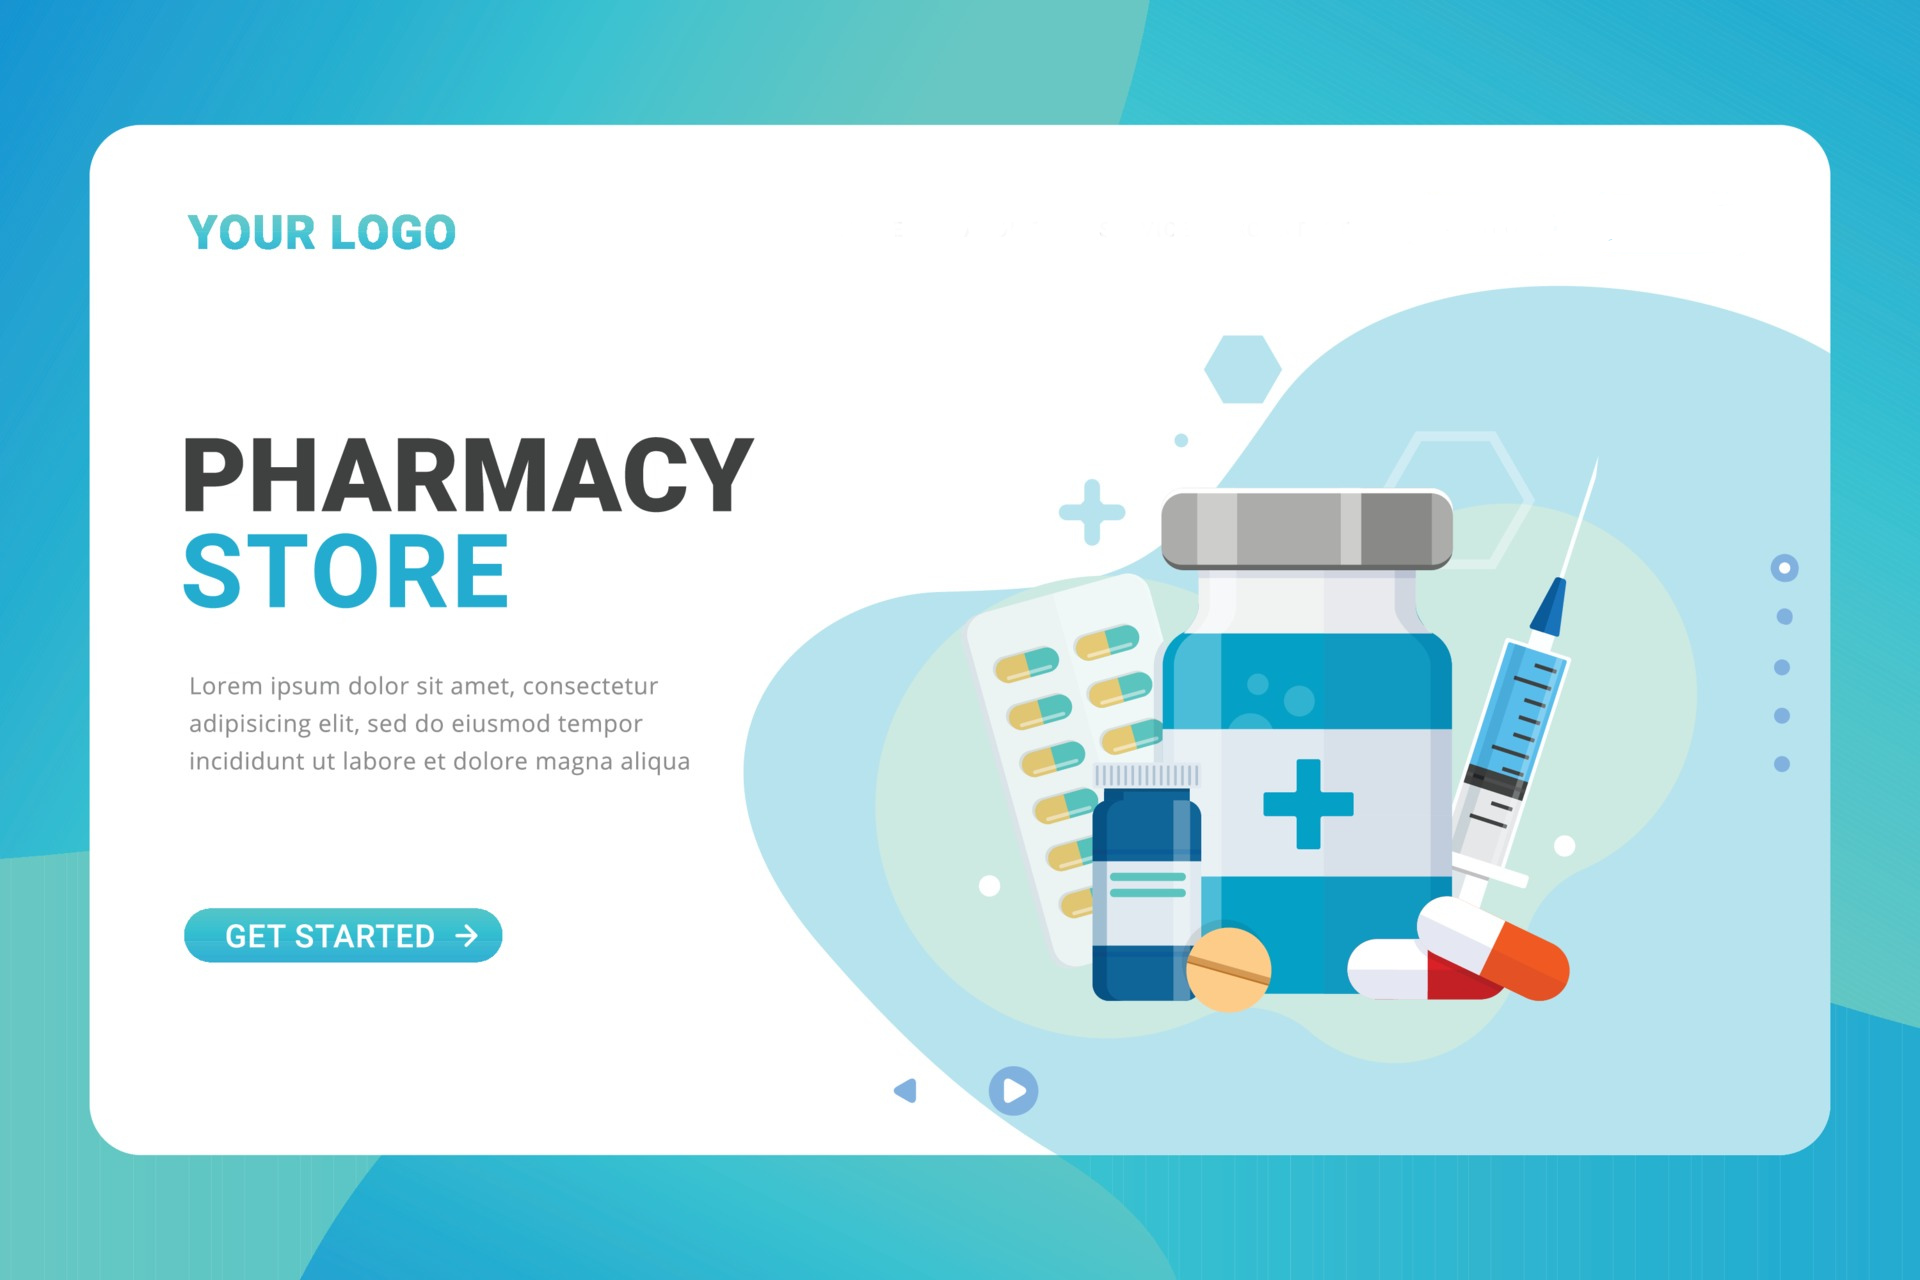 YOUR LOGO
PHARMACY
STORE
Lorem ipsum dolor sit amet, consectetur
adipisicing elit, sed do eiusmod tempor
incididunt ut labore et dolore magna aliqua
GET STARTED